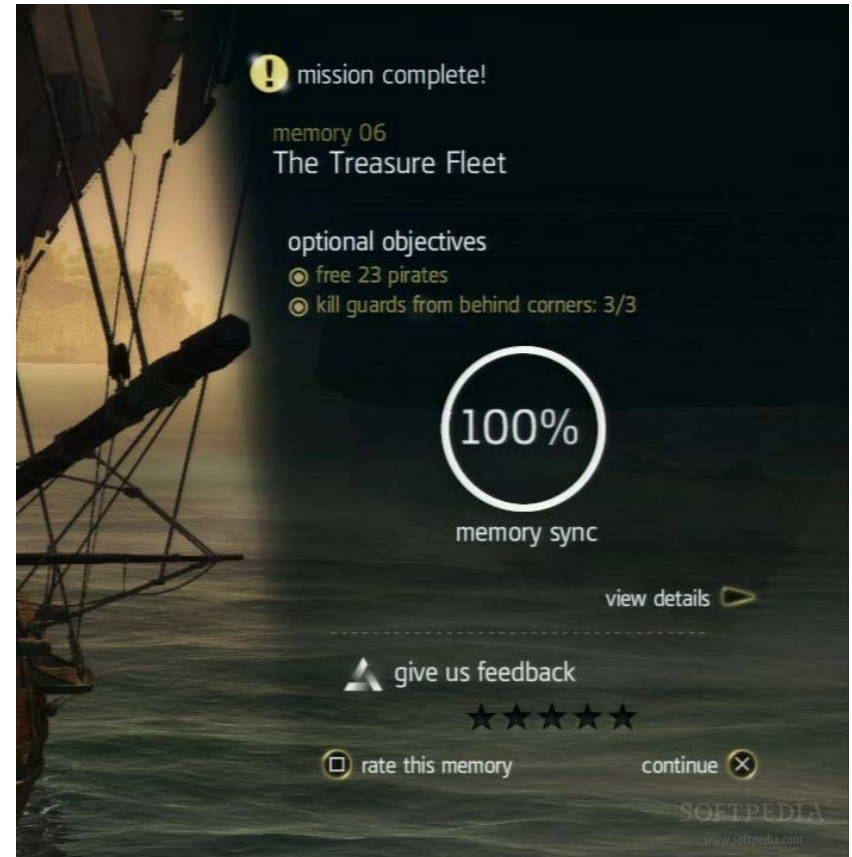 mission complete!
memory 06
The Treasure Fleet
optional objectives
free 23 pirates
kill guards from behind corners: 3/3
100%
memory sync
view details
give us feedback
rate this memory
continue
SOFTPEDIA
www.softpedia.com